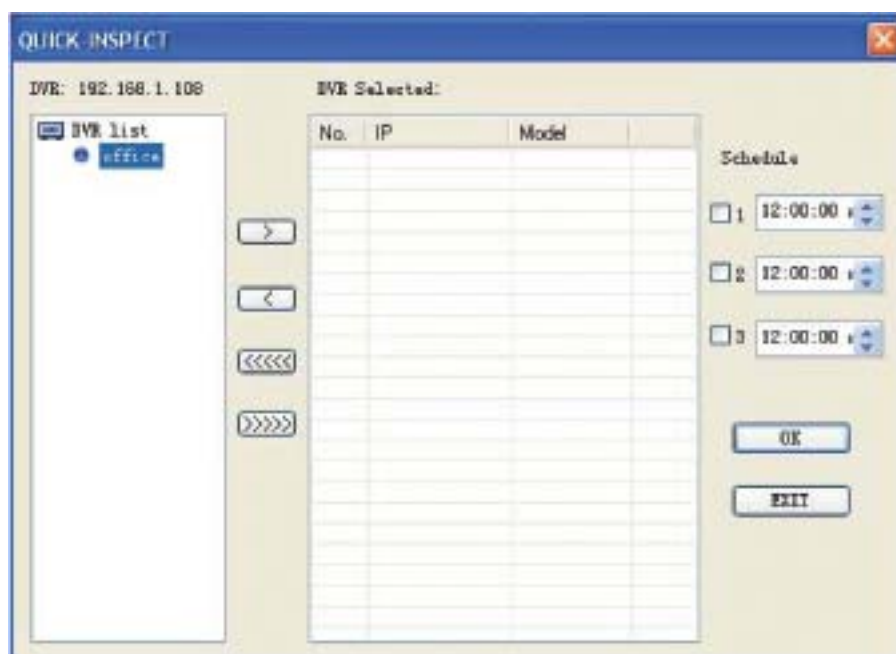 QUICK-INSPECT
DVR: 192.168.1.108
DVR Selected:
DVR list
office
No. IP Model
Schedule
1 12:00:00
2 12:00:00
3 12:00:00
>
<
<<<<<
>>>>>
OK
EXIT